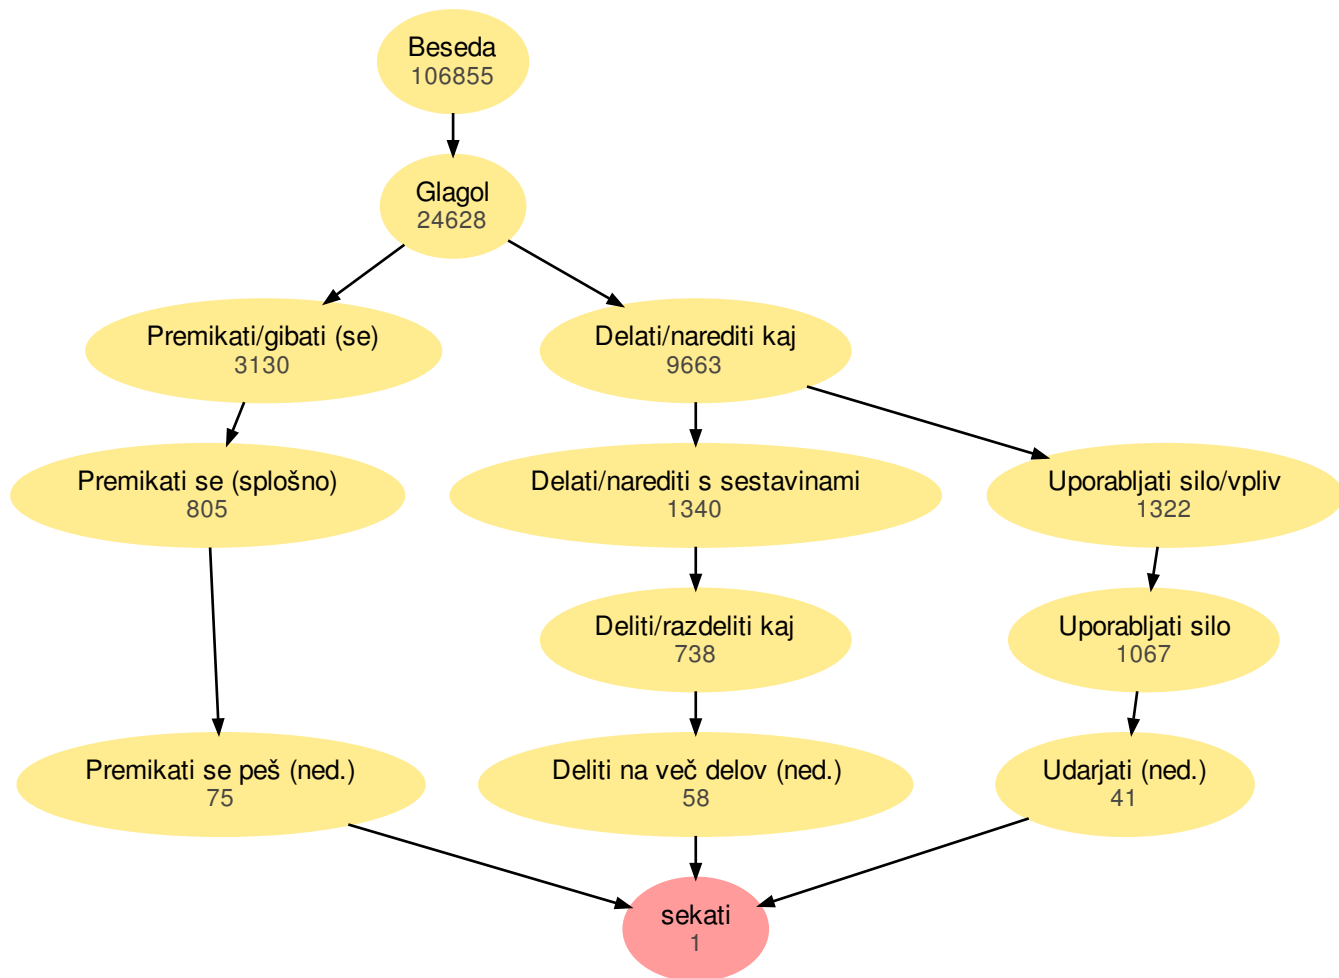 Beseda
106855
Glagol
24628
Premikati/gibati (se)
3130
Delati/narediti kaj
9663
Premikati se (splošno)
805
Delati/narediti s sestavinami
1340
Uporabljati silo/vpliv
1322
Deliti/razdeliti kaj
738
Uporabljati silo
1067
Premikati se peš (ned.)
75
Deliti na več delov (ned.)
58
Udarjati (ned.)
41
sekati
1